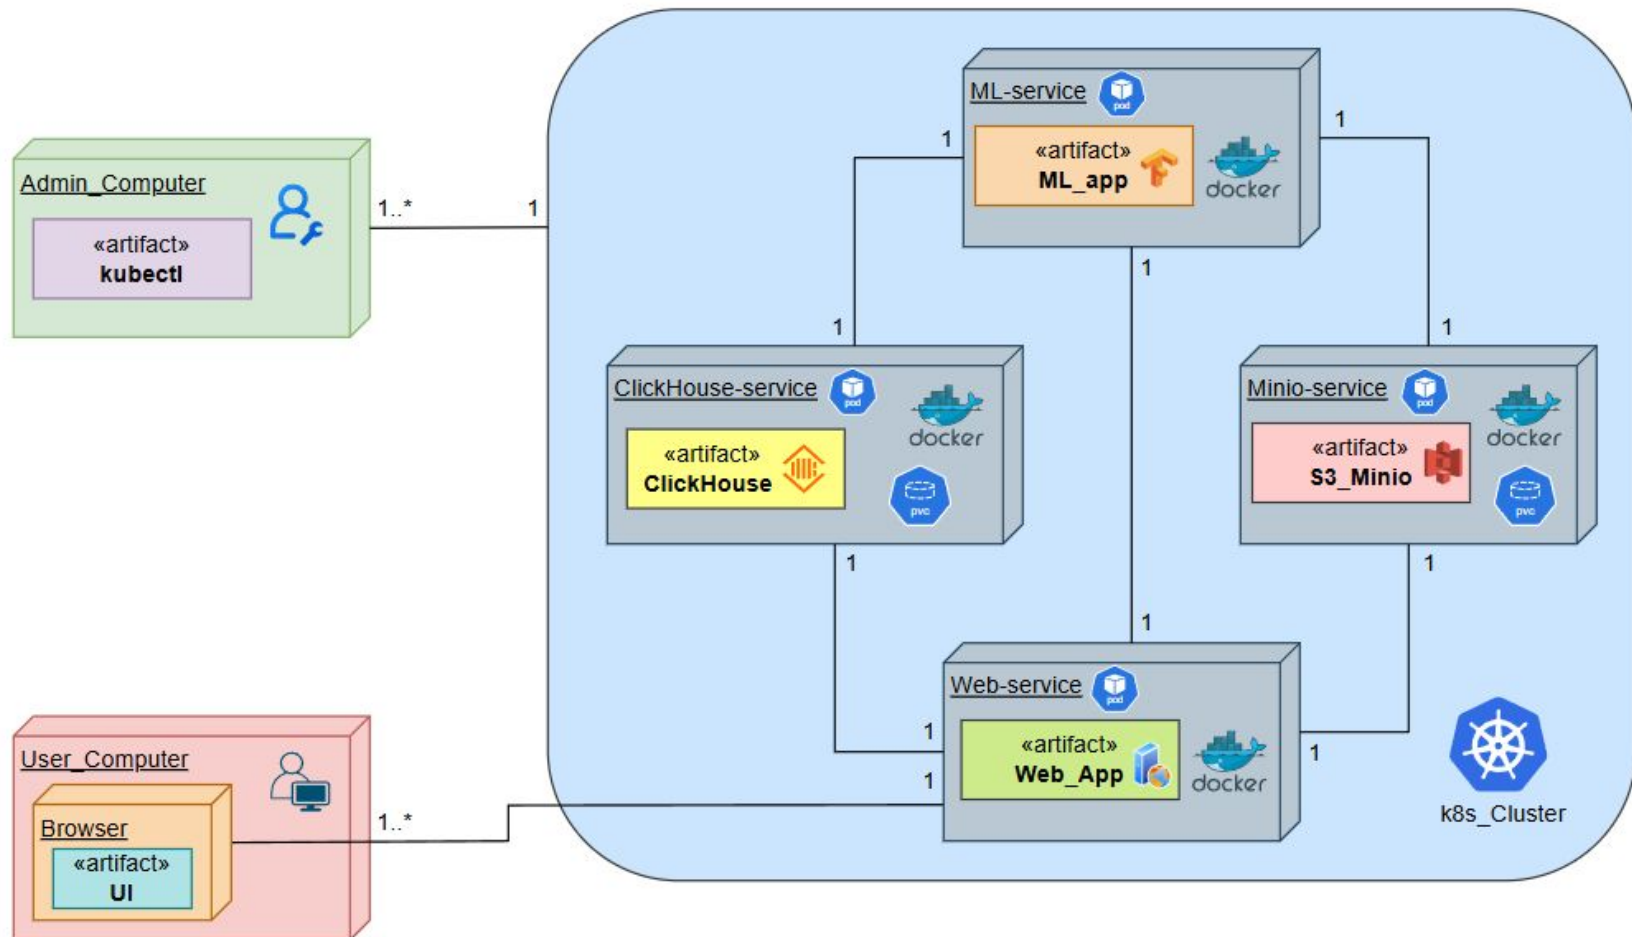 Admin_Computer
«artifact»
kubectl
1..*
1
ML-service
pod
«artifact»
ML_app
docker
1
1
1
1
1
ClickHouse-service
pod
docker
«artifact»
ClickHouse
pvc
Minio-service
pod
docker
«artifact»
S3_Minio
pvc
1
1
1
Web-service
pod
«artifact»
Web_App
docker
1
1
1
k8s_Cluster
User_Computer
Browser
«artifact»
UI
1..*